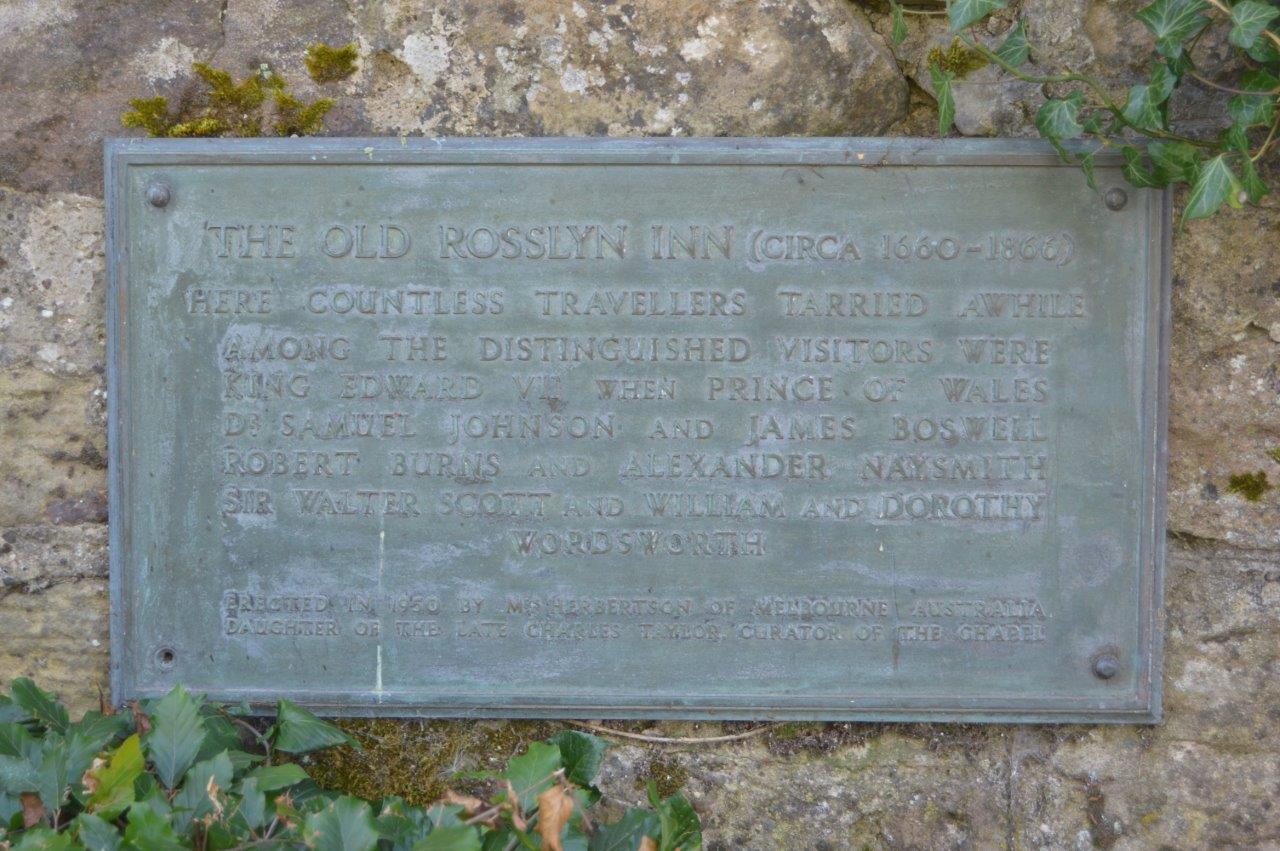 THE OLD ROSSLYN INN (CIRCA 1660-1866)
HERE COUNTLESS TRAVELLERS TARRIED AWHILE
AMONG THE DISTINGUISHED VISITORS WERE
KING EDWARD VII WHEN PRINCE OF WALES
DR SAMUEL JOHNSON AND JAMES BOSWELL
ROBERT BURNS AND ALEXANDER NAYSMITH
SIR WALTER SCOTT AND WILLIAM AND DOROTHY
WORDSWORTH
ERECTED IN 1950 BY MRS HERBERTSON OF MELBOURNE AUSTRALIA
DAUGHTER OF THE LATE CHARLES TAYLOR, CURATOR OF THE CHAPEL